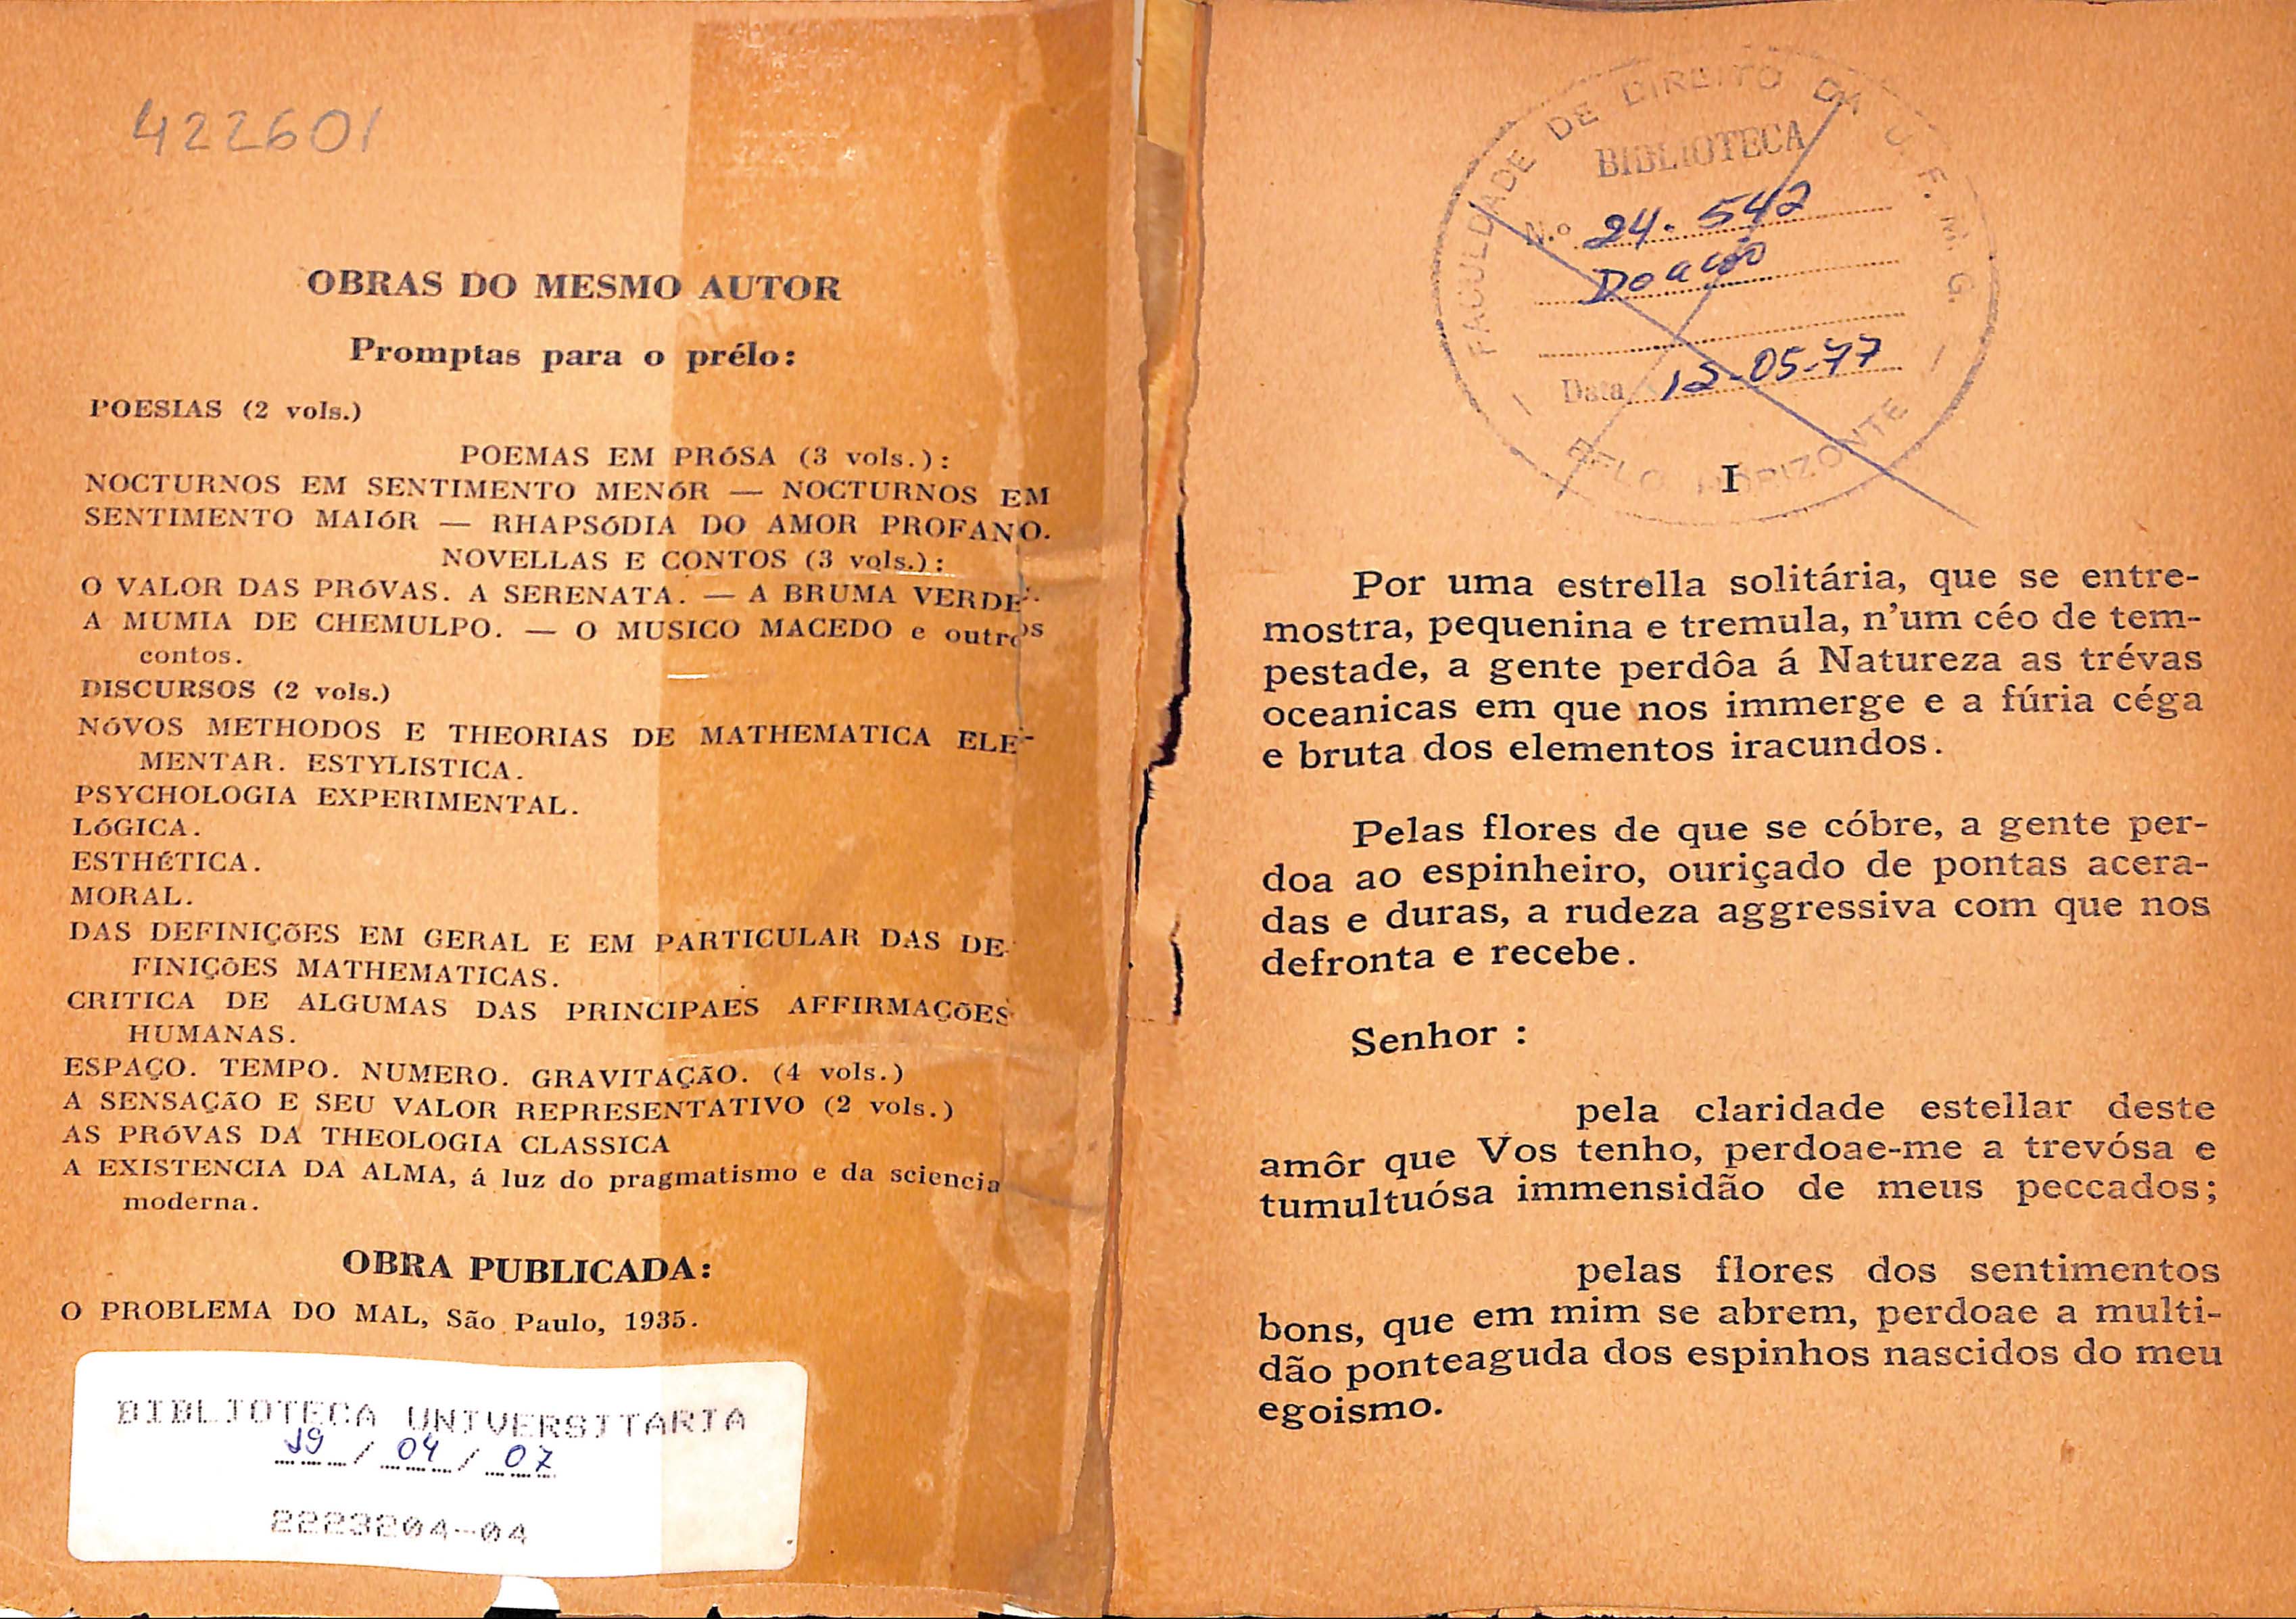 422601
OBRAS DO MESMO AUTOR
Promptas para o prélo:
POESIAS (2 vols.)
POEMAS EM PRÓSA (3 vols.):
NOCTURNOS EM SENTIMENTO MENÓR — NOCTURNOS EM
SENTIMENTO MAIÓR — RHAPSÓDIA DO AMOR PROFANO.
NOVELLAS E CONTOS (3 vols.):
O VALOR DAS PRÓVAS. A SERENATA. — A BRUMA VERDE.
A MUMIA DE CHEMULPO. — O MUSICO MACEDO e outros
contos.
DISCURSOS (2 vols.)
NÓVOS METHODOS E THEORIAS DE MATHEMATICA ELE-
MENTAR. ESTYLISTICA.
PSYCHOLOGIA EXPERIMENTAL.
LÓGICA.
ESTHÉTICA.
MORAL.
DAS DEFINIÇÕES EM GERAL E EM PARTICULAR DAS DE-
FINIÇÕES MATHEMATICAS.
CRITICA DE ALGUMAS DAS PRINCIPAES AFFIRMAÇÕES
HUMANAS.
ESPAÇO. TEMPO. NUMERO. GRAVITAÇÃO. (4 vols.)
A SENSAÇÃO E SEU VALOR REPRESENTATIVO (2 vols.)
AS PRÓVAS DA THEOLOGIA CLASSICA
A EXISTENCIA DA ALMA, á luz do pragmatismo e da sciencia
moderna.
OBRA PUBLICADA:
O PROBLEMA DO MAL, São Paulo, 1935.
BIBLIOTECA UNIVERSITARIA
19 / 04 / 07
2223204-04
FACULDADE DE DIREITO DA U. F. M. G.
BIBLIOTECA
N.º 24.542
Doação
Data 12-05-77
— BELO HORIZONTE —
I
Por uma estrella solitária, que se entre-
mostra, pequenina e tremula, n'um céo de tem-
pestade, a gente perdôa á Natureza as trévas
oceanicas em que nos immerge e a fúria céga
e bruta dos elementos iracundos.
Pelas flores de que se cóbre, a gente per-
doa ao espinheiro, ouriçado de pontas acera-
das e duras, a rudeza aggressiva com que nos
defronta e recebe.
Senhor :
pela claridade estellar deste
amôr que Vos tenho, perdoae-me a trevósa e
tumultuósa immensidão de meus peccados;
pelas flores dos sentimentos
bons, que em mim se abrem, perdoae a multi-
dão ponteaguda dos espinhos nascidos do meu
egoismo.